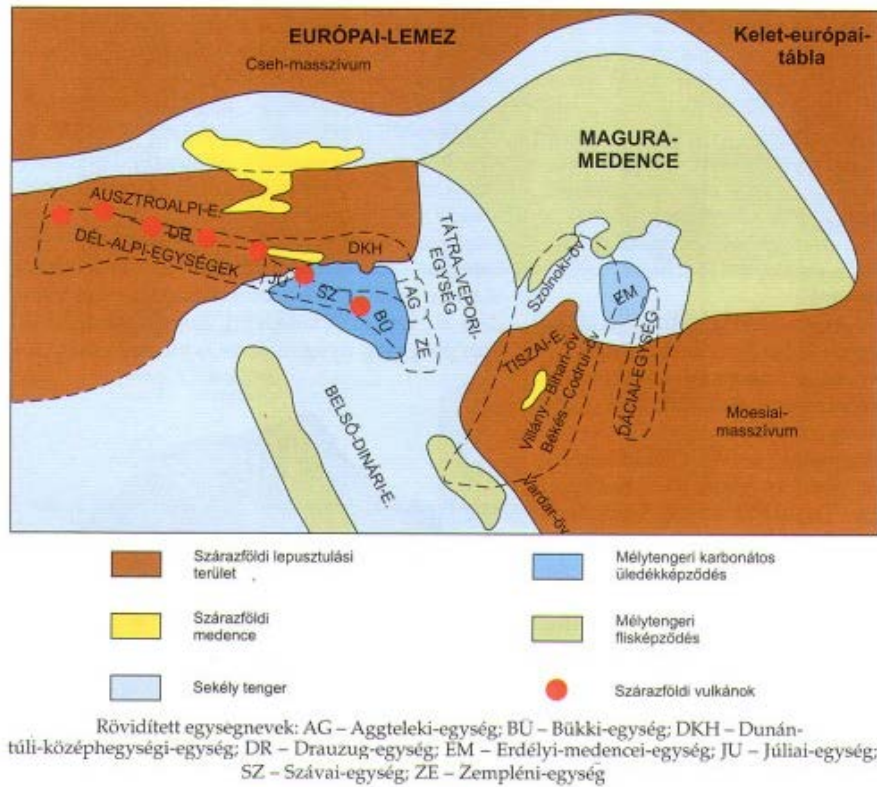 EURÓPAI-LEMEZ
Cseh-masszívum
Kelet-európai-
tábla
MAGURA-
MEDENCE
AUSZTROALPI-E.
DR
DÉL-ALPI-EGYSÉGEK
DKH
JU
SZ
BÜ
AG
ZE
TÁTRA–VEPORI-
EGYSÉG
Szolnoki-öv
EM
TISZAI-E.
Villány–Bihari-öv
Békés–Codrui-öv
DÁCIAI-EGYSÉG
Moesiai-
masszívum
BELSŐ-DINÁRI-E.
Vardar-öv
Szárazföldi lepusztulási
terület
Mélytengeri karbonátos
üledékképződés
Szárazföldi
medence
Mélytengeri
flisképződés
Sekély tenger
Szárazföldi vulkánok
Rövidített egysegnevek: AG – Aggteleki-egység; BÜ – Bükki-egység; DKH – Dunán-
túli-középhegységi-egység; DR – Drauzug-egység; EM – Erdélyi-medencei-egység; JU – Júliai-egység;
SZ – Szávai-egység; ZE – Zempléni-egység